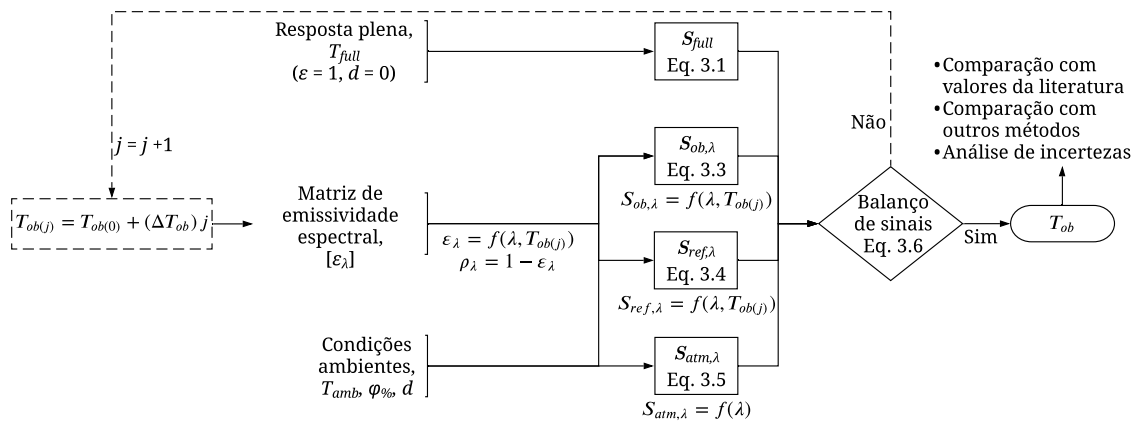 Resposta plena,
T_full
(ε = 1, d = 0)
S_full
Eq. 3.1
•Comparação com
valores da literatura
•Comparação com
outros métodos
•Análise de incertezas
Não
j = j +1
S_ob,λ
Eq. 3.3
S_ob,λ = f(λ, T_ob(j))
T_ob(j) = T_ob(0) + (ΔT_ob) j
Matriz de
emissividade
espectral,
[ε_λ]
ε_λ = f(λ, T_ob(j))
ρ_λ = 1 − ε_λ
S_ref,λ
Eq. 3.4
S_ref,λ = f(λ, T_ob(j))
Balanço
de sinais
Eq. 3.6
Sim
T_ob
Condições
ambientes,
T_amb, φ_%, d
S_atm,λ
Eq. 3.5
S_atm,λ = f(λ)